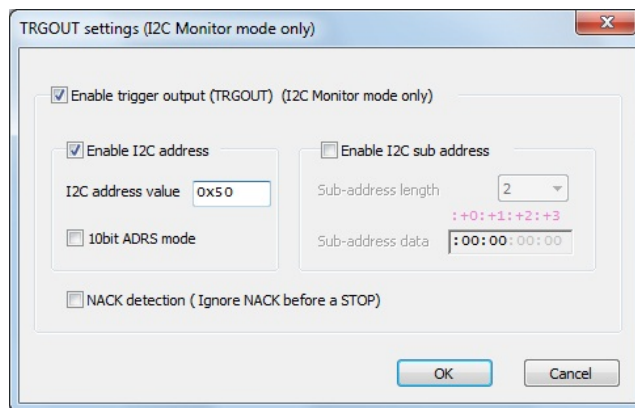 TRGOUT settings (I2C Monitor mode only)
Enable trigger output (TRGOUT) (I2C Monitor mode only)
Enable I2C address
I2C address value 0x50
10bit ADRS mode
Enable I2C sub address
Sub-address length 2
:+0:+1:+2:+3
Sub-address data :00:00:00:00
NACK detection ( Ignore NACK before a STOP)
OK Cancel